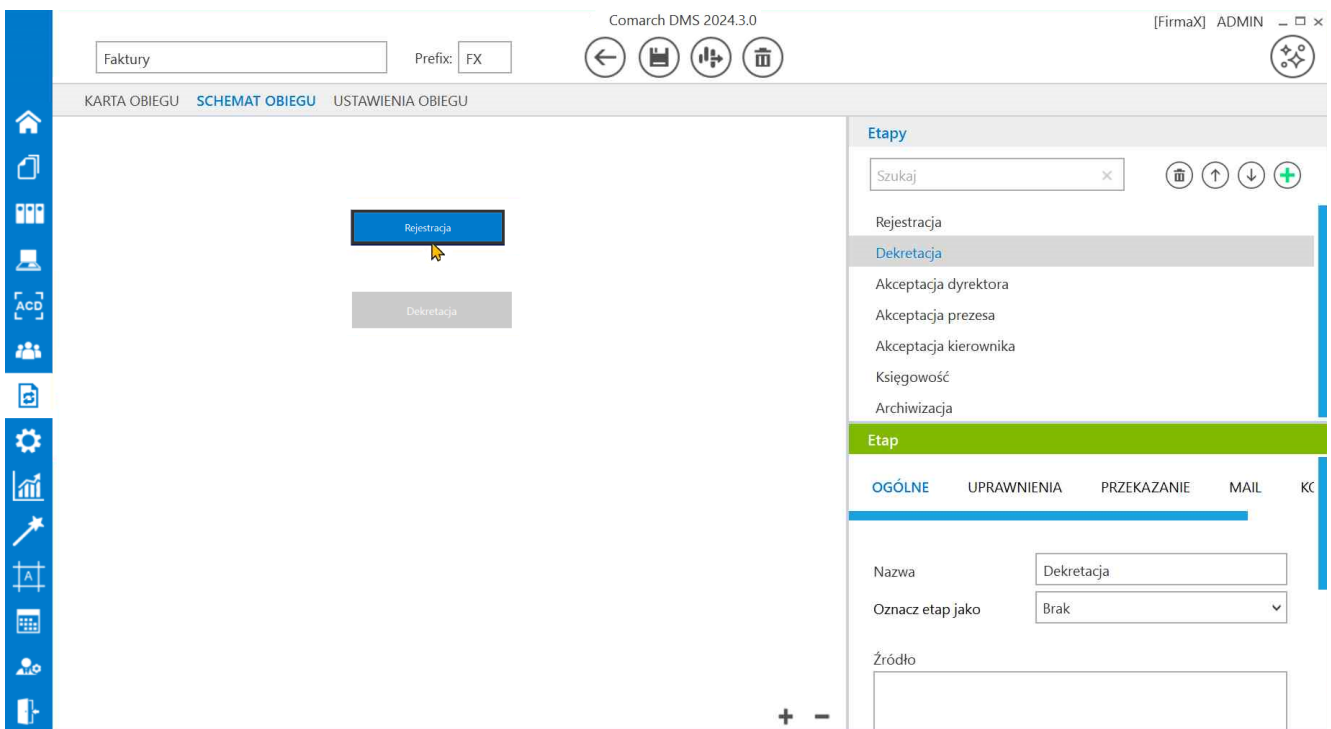 Comarch DMS 2024.3.0
[FirmaX] ADMIN
Faktury
Prefix: FX
KARTA OBIEGU SCHEMAT OBIEGU USTAWIENIA OBIEGU
Etapy
Szukaj
Rejestracja
Dekretacja
ACD
A
Rejestracja
Dekretacja
Akceptacja dyrektora
Akceptacja prezesa
Akceptacja kierownika
Księgowość
Archiwizacja
Etap
OGÓLNE UPRAWNIENIA PRZEKAZANIE MAIL
Nazwa Dekretacja
Oznacz etap jako Brak
Źródło